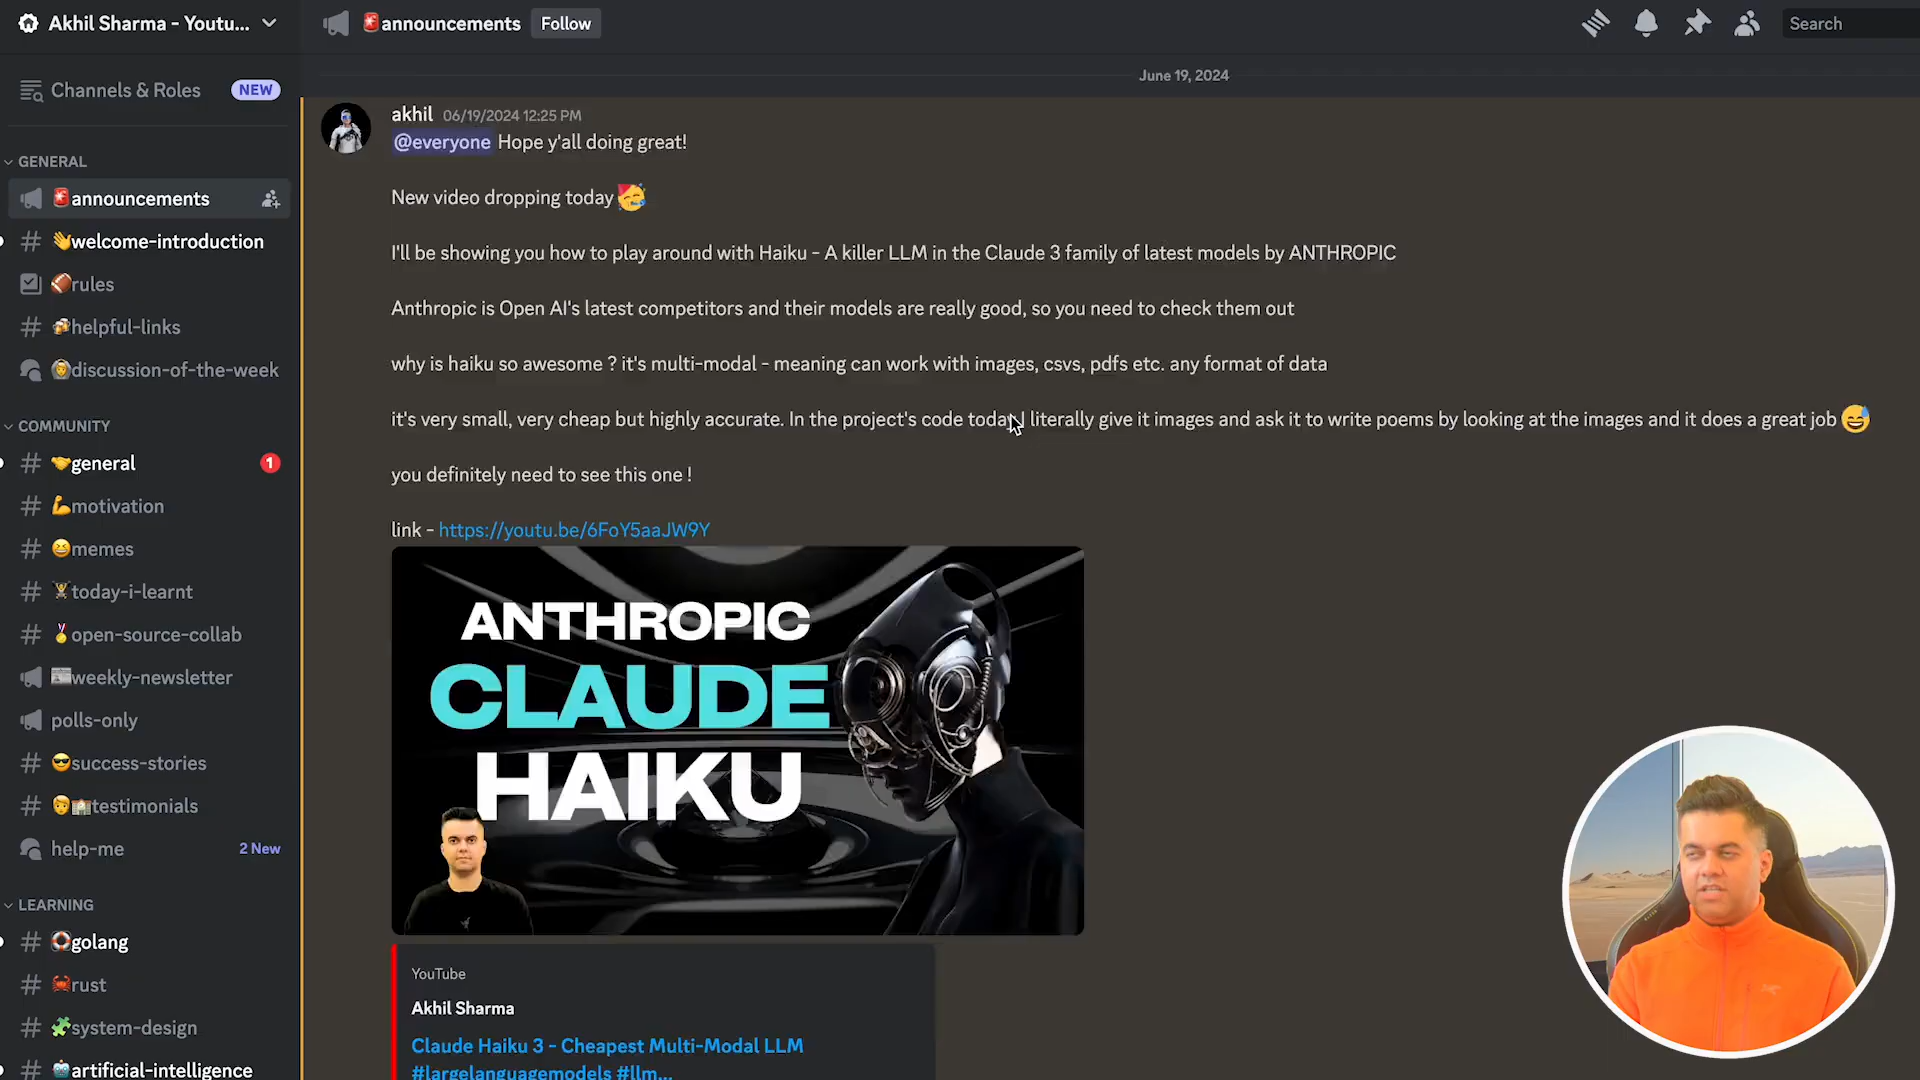 Akhil Sharma - Youtu...
Channels & Roles NEW
GENERAL
🚨announcements
👋welcome-introduction
🏈rules
🍻helpful-links
🙆discussion-of-the-week
COMMUNITY
🤝general 1
💪motivation
😆memes
🏋today-i-learnt
🏅open-source-collab
📰weekly-newsletter
polls-only
😎success-stories
🧑🏫testimonials
help-me 2 New
LEARNING
🛟golang
🦀rust
🧩system-design
🤖artificial-intelligence
🚨announcements Follow
Search
June 19, 2024
akhil 06/19/2024 12:25 PM
@everyone Hope y'all doing great!
New video dropping today 🥳
I'll be showing you how to play around with Haiku - A killer LLM in the Claude 3 family of latest models by ANTHROPIC
Anthropic is Open AI's latest competitors and their models are really good, so you need to check them out
why is haiku so awesome ? it's multi-modal - meaning can work with images, csvs, pdfs etc. any format of data
it's very small, very cheap but highly accurate. In the project's code today I literally give it images and ask it to write poems by looking at the images and it does a great job 😅
you definitely need to see this one !
link - https://youtu.be/6FoY5aaJW9Y
ANTHROPIC
CLAUDE
HAIKU
YouTube
Akhil Sharma
Claude Haiku 3 - Cheapest Multi-Modal LLM
#largelanguagemodels #llm...